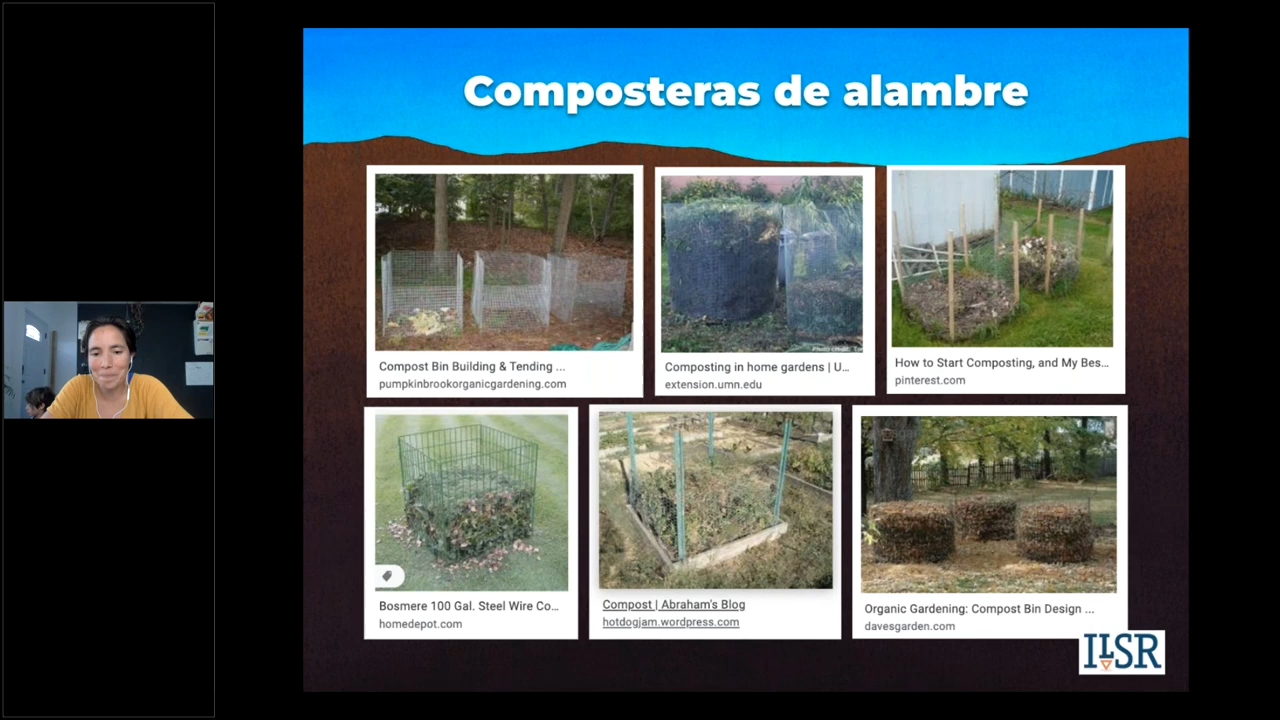 Composteras de alambre
Compost Bin Building & Tending ...
pumpkinbrookorganicgardening.com
Composting in home gardens | U...
extension.umn.edu
How to Start Composting, and My Bes...
pinterest.com
Bosmere 100 Gal. Steel Wire Co...
homedepot.com
Compost | Abraham's Blog
hotdogjam.wordpress.com
Organic Gardening: Compost Bin Design ...
davesgarden.com
ILSR